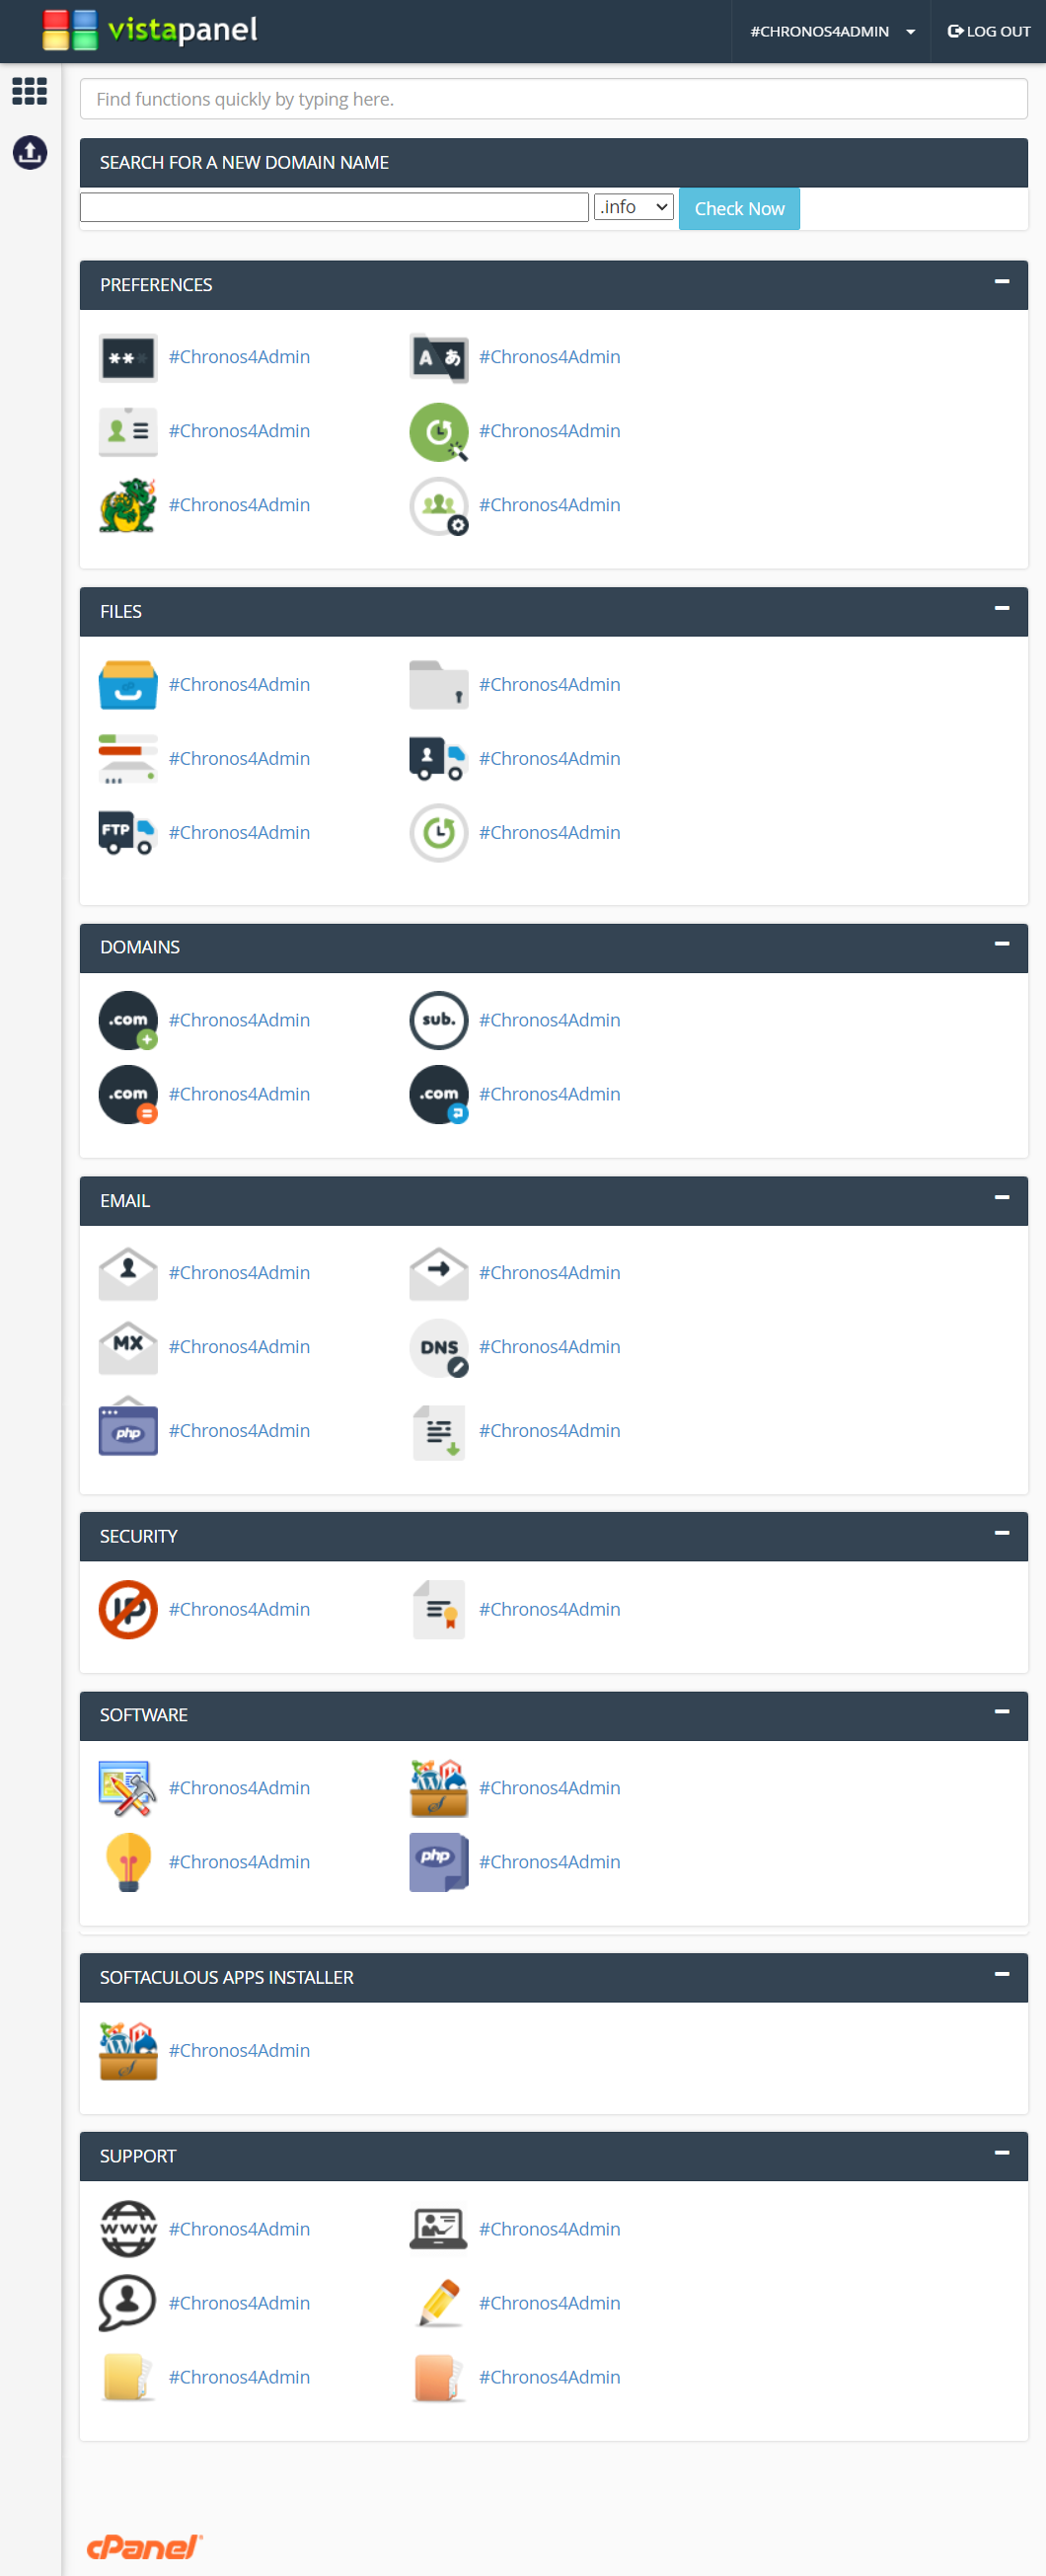 vistapanel
#CHRONOS4ADMIN LOG OUT
Find functions quickly by typing here.
SEARCH FOR A NEW DOMAIN NAME
.info Check Now
PREFERENCES
** #Chronos4Admin A あ #Chronos4Admin
#Chronos4Admin #Chronos4Admin
#Chronos4Admin #Chronos4Admin
FILES
#Chronos4Admin #Chronos4Admin
#Chronos4Admin #Chronos4Admin
FTP #Chronos4Admin #Chronos4Admin
DOMAINS
.com #Chronos4Admin sub. #Chronos4Admin
.com #Chronos4Admin .com #Chronos4Admin
EMAIL
#Chronos4Admin #Chronos4Admin
MX #Chronos4Admin DNS #Chronos4Admin
php #Chronos4Admin #Chronos4Admin
SECURITY
IP #Chronos4Admin #Chronos4Admin
SOFTWARE
#Chronos4Admin #Chronos4Admin
#Chronos4Admin php #Chronos4Admin
SOFTACULOUS APPS INSTALLER
#Chronos4Admin
SUPPORT
www #Chronos4Admin #Chronos4Admin
#Chronos4Admin #Chronos4Admin
#Chronos4Admin #Chronos4Admin
cPanel